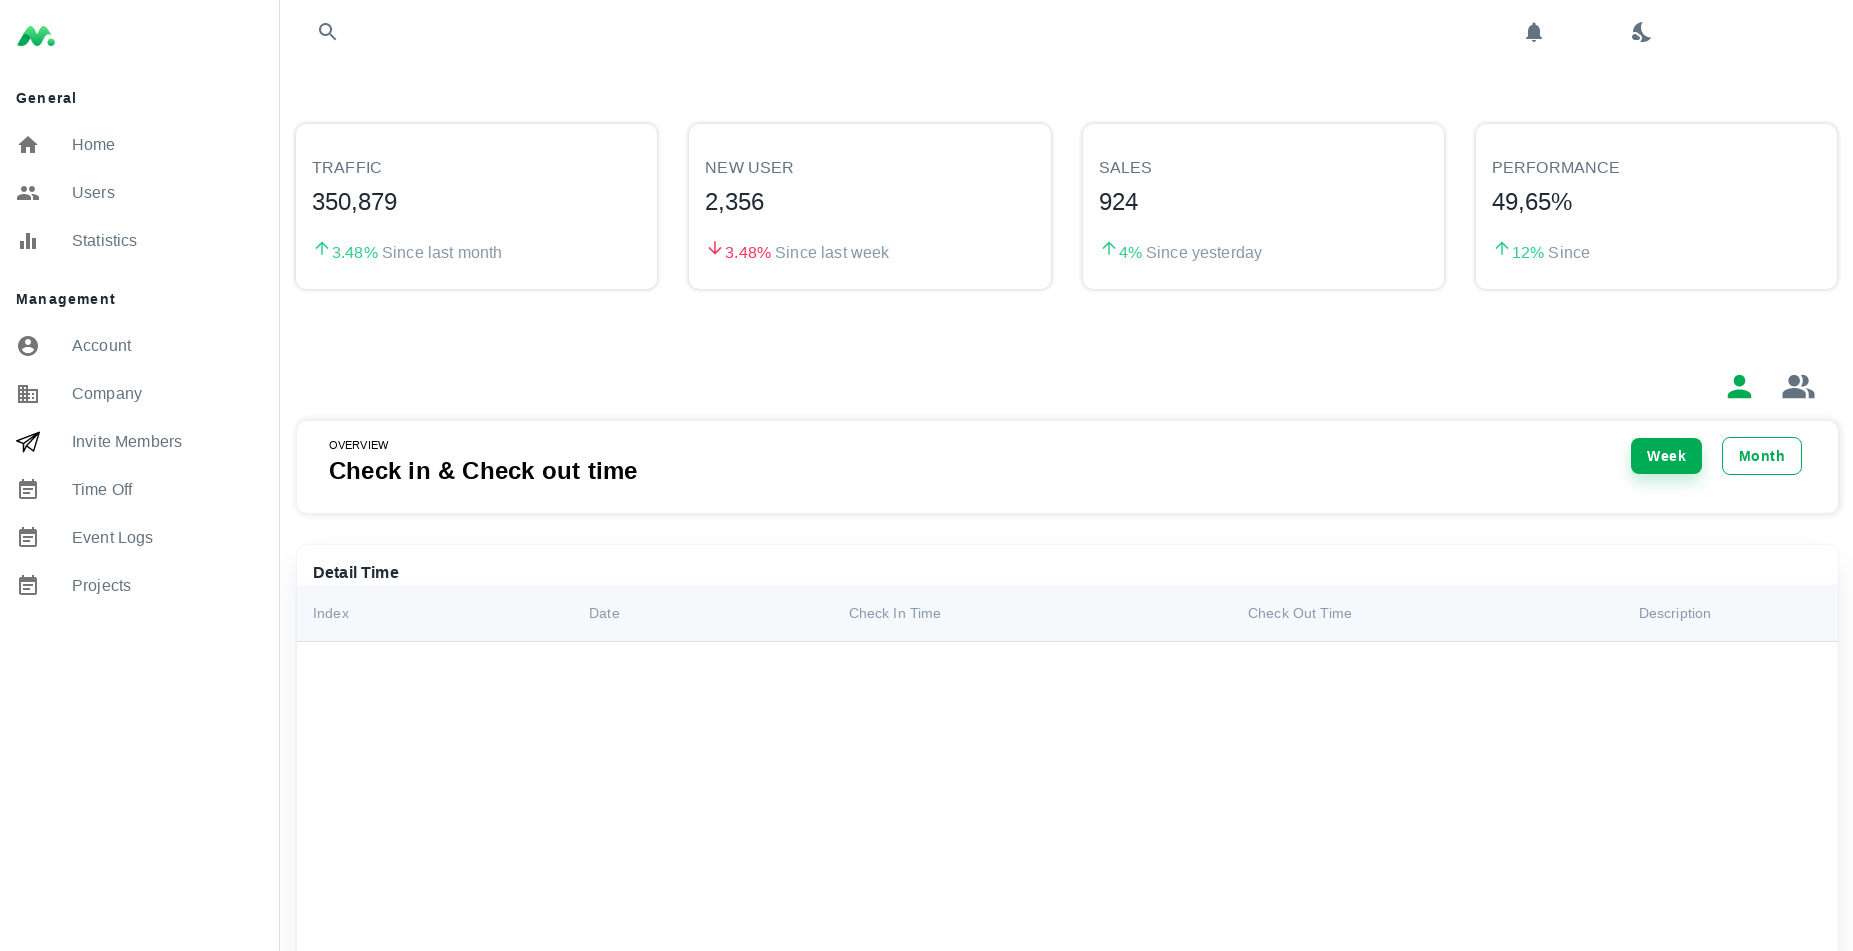 General
Home
Users
Statistics
Management
Account
Company
Invite Members
Time Off
Event Logs
Projects
TRAFFIC
350,879
3.48% Since last month
NEW USER
2,356
3.48% Since last week
SALES
924
4% Since yesterday
PERFORMANCE
49,65%
12% Since
OVERVIEW
Check in & Check out time
Week
Month
Detail Time
Index Date Check In Time Check Out Time Description